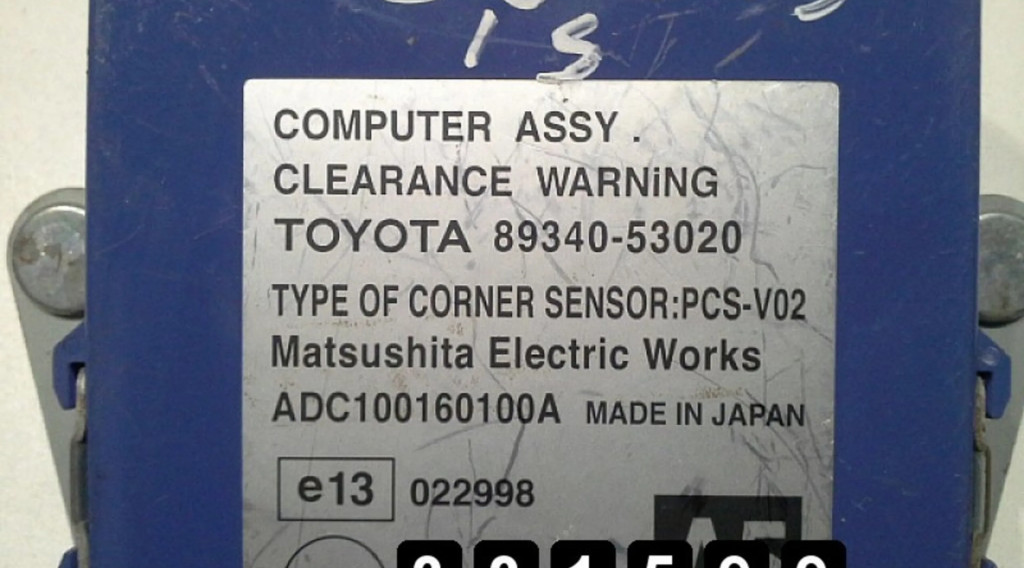 IS
COMPUTER ASSY.
CLEARANCE WARNiNG
TOYOTA 89340-53020
TYPE OF CORNER SENSOR:PCS-V02
Matsushita Electric Works
ADC100160100A MADE IN JAPAN
e13 022998